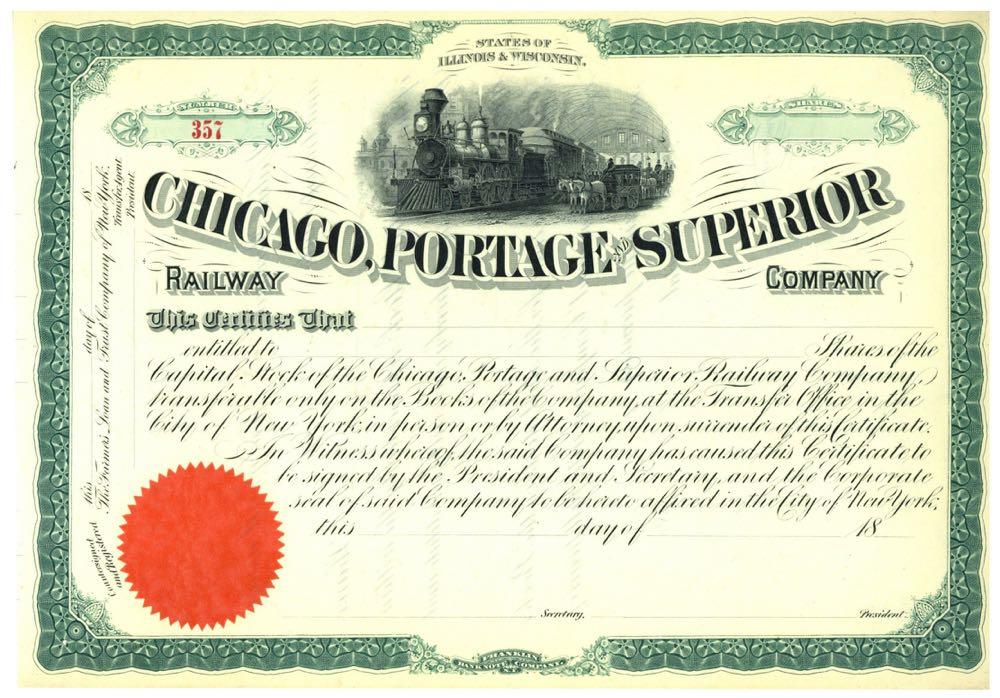 STATES OF
ILLINOIS & WISCONSIN.
NUMBER
357
SHARES
CHICAGO, PORTAGE AND SUPERIOR
RAILWAY COMPANY
This Certifies That
entitled to Shares of the
Capital Stock of the Chicago, Portage and Superior Railway Company,
transferable only on the Books of the Company, at the Transfer Office in the
City of New York, in person or by Attorney, upon surrender of this Certificate.
In Witness whereof, the said Company has caused this Certificate to
be signed by the President and Secretary, and the Corporate
seal of said Company to be hereto affixed in the City of New York,
this day of 18
Secretary. President.
Countersigned
and Registered
this day of 18
The Farmers' Loan and Trust Company of New York,
Transfer Agent
President.
FRANKLIN
BANK NOTE COMPANY